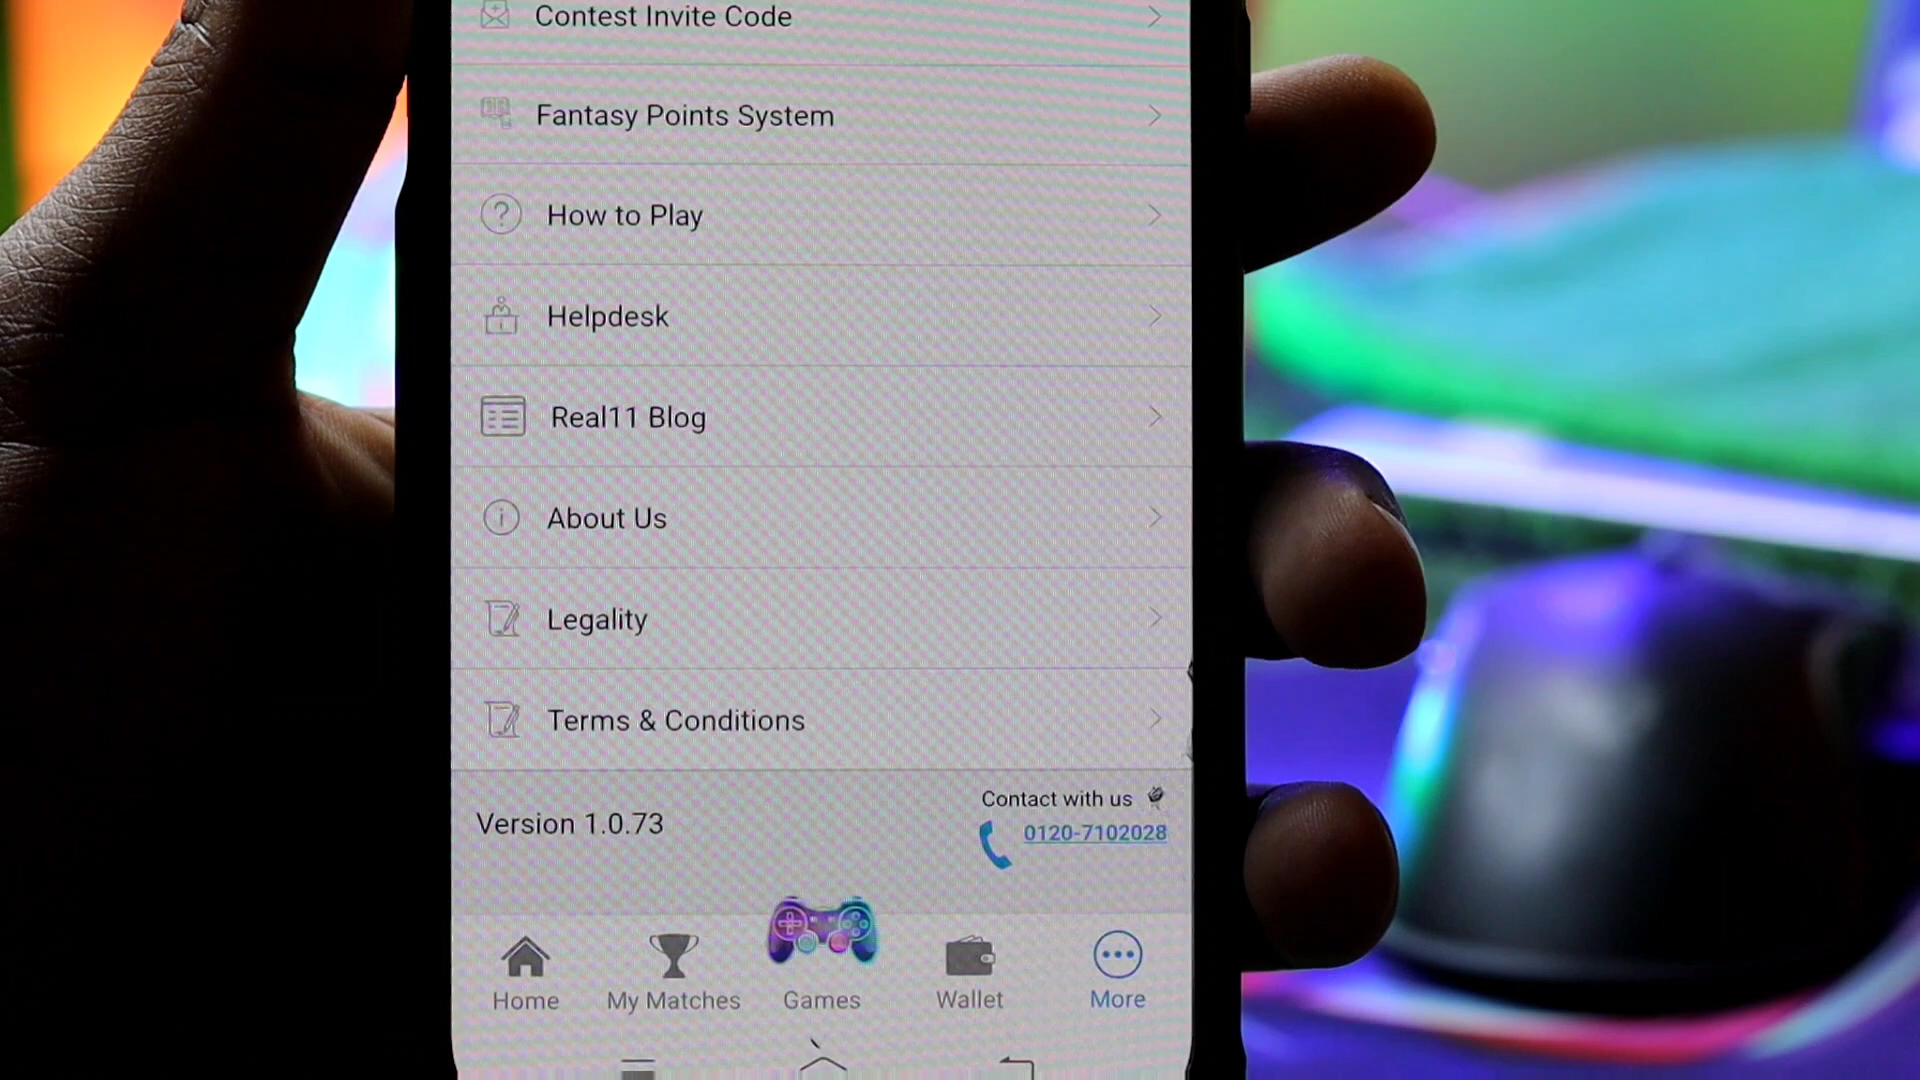 Contest Invite Code
Fantasy Points System
How to Play
Helpdesk
Real11 Blog
About Us
Legality
Terms & Conditions
Version 1.0.73
Contact with us
0120-7102028
Home
My Matches
Games
Wallet
More